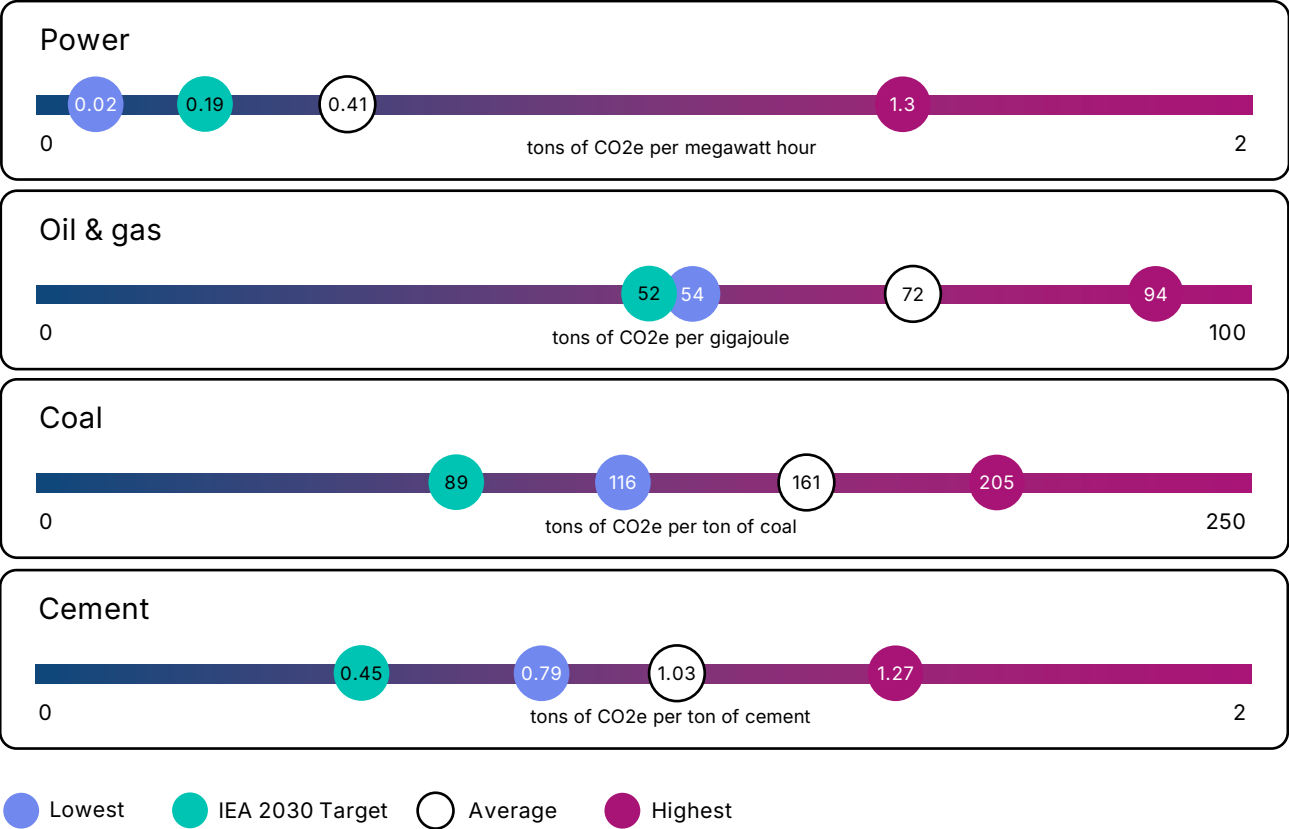 Power
0.02 0.19 0.41 1.3
0 tons of CO2e per megawatt hour 2
Oil & gas
52 54 72 94
0 tons of CO2e per gigajoule 100
Coal
89 116 161 205
0 tons of CO2e per ton of coal 250
Cement
0.45 0.79 1.03 1.27
0 tons of CO2e per ton of cement 2
Lowest IEA 2030 Target Average Highest